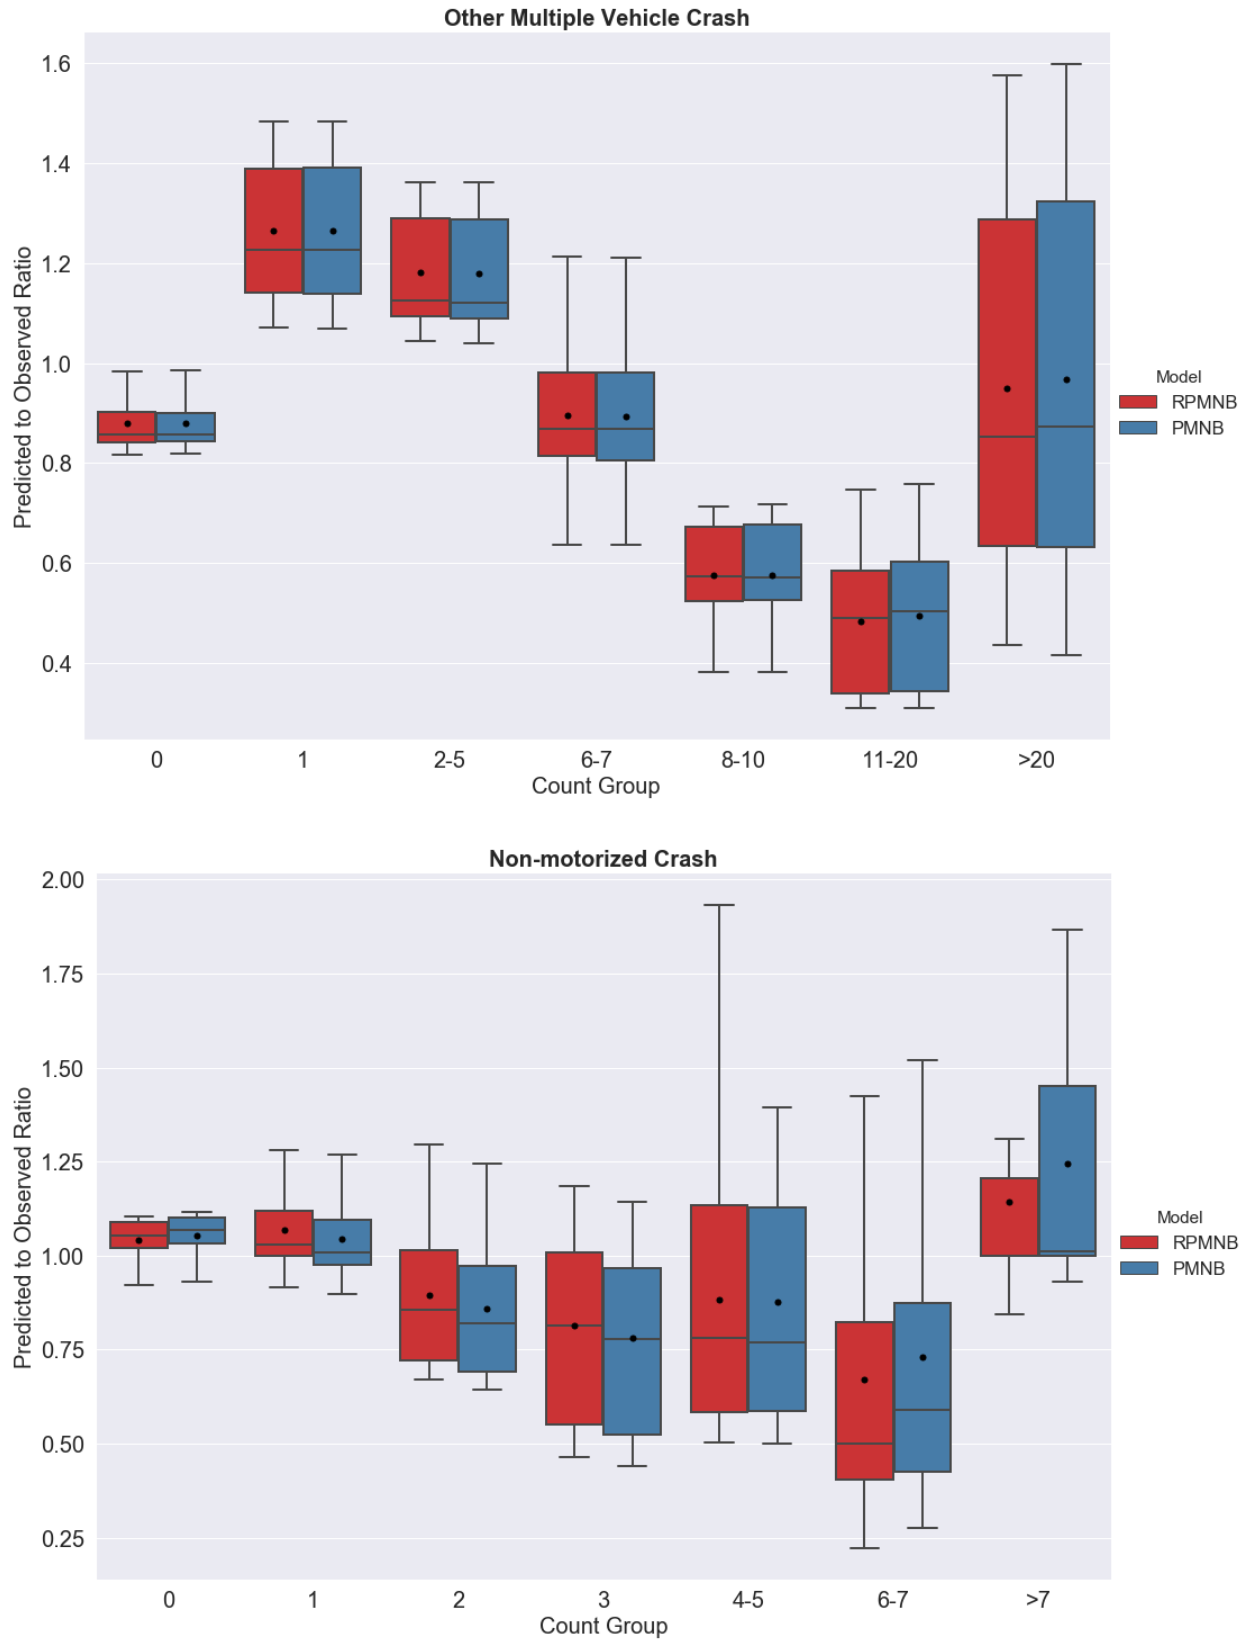 Other Multiple Vehicle Crash
Predicted to Observed Ratio
1.6
1.4
1.2
1.0
0.8
0.6
0.4
0 1 2-5 6-7 8-10 11-20 >20
Count Group
Model
RPMNB
PMNB
Non-motorized Crash
Predicted to Observed Ratio
2.00
1.75
1.50
1.25
1.00
0.75
0.50
0.25
0 1 2 3 4-5 6-7 >7
Count Group
Model
RPMNB
PMNB